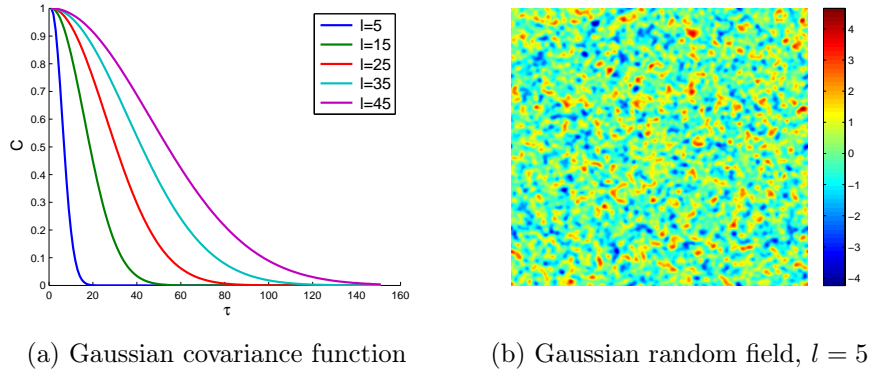 1
0.9
0.8
0.7
0.6
0.5
0.4
0.3
0.2
0.1
0
C
0 20 40 60 80 100 120 140 160
τ
l=5
l=15
l=25
l=35
l=45
4
3
2
1
0
−1
−2
−3
−4
(a) Gaussian covariance function
(b) Gaussian random field, l = 5